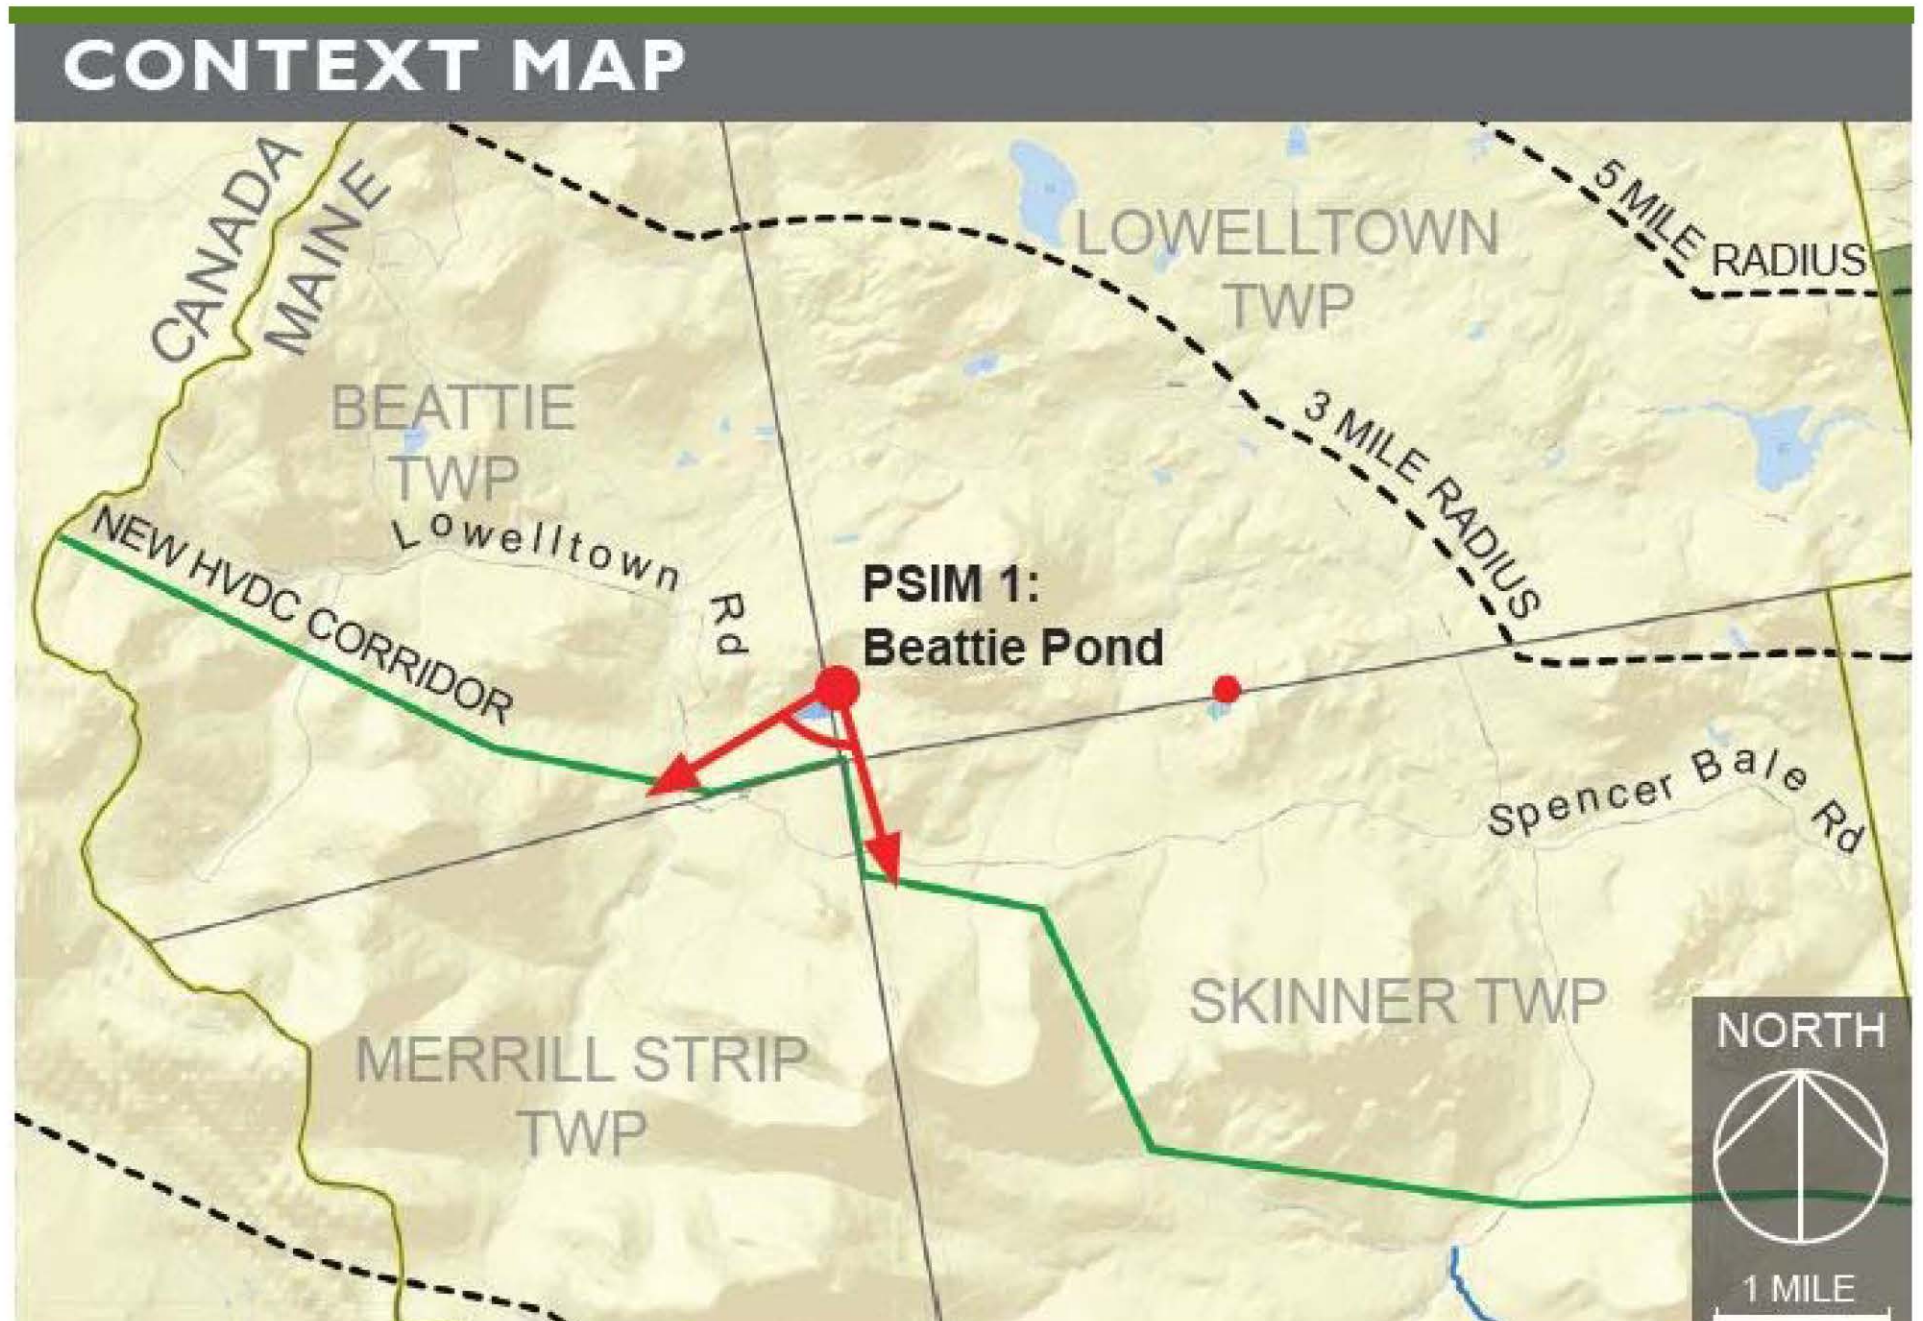 CONTEXT MAP
CANADA
MAINE
LOWELLTOWN
TWP
5 MILE RADIUS
BEATTIE
TWP
3 MILE RADIUS
Lowelltown Rd
NEW HVDC CORRIDOR
PSIM 1:
Beattie Pond
Spencer Bale Rd
SKINNER TWP
MERRILL STRIP
TWP
NORTH
1 MILE